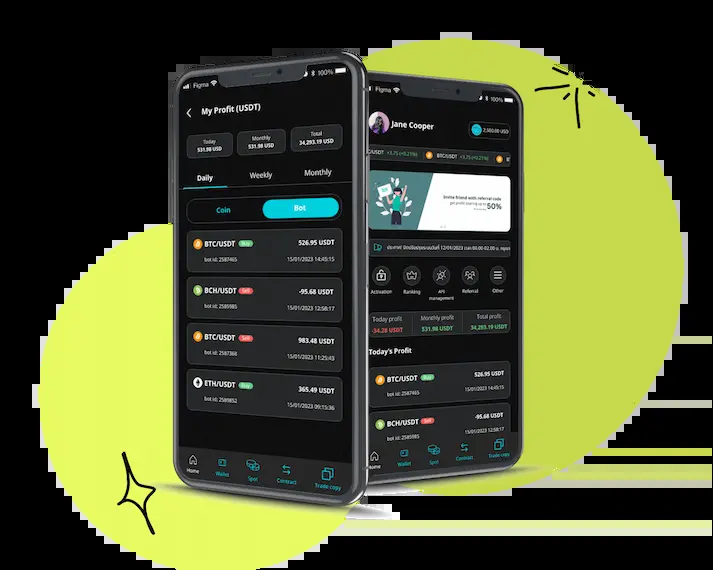 Figma
100%
My Profit (USDT)
Today
531.98 USDT
Monthly
531.98 USDT
Total
34,293.19 USDT
Daily
Weekly
Monthly
Coin
Bot
BTC/USDT Buy 526.95 USDT
bot id: 2587465 15/01/2023 14:45:15
BCH/USDT Sell -95.68 USDT
bot id: 2585985 15/01/2023 12:58:17
BTC/USDT Sell 983.48 USDT
bot id: 2587368 15/01/2023 11:25:43
ETH/USDT Buy 365.49 USDT
bot id: 2589852 15/01/2023 09:15:36
Home
Wallet
Spot
Contract
Trade copy
Figma
100%
Jane Cooper
2,500.00 USD
C/USDT +3.75 (+0.21%)
BTC/USDT +3.75 (+0.21%)
Invite friend with referral code
get profit sharing up to
60%
12/01/2023
Activation
Ranking
API
management
Referral
Other
Today profit
-34.28 USDT
Monthly profit
531.98 USDT
Total profit
34,293.19 USDT
Today's Profit
BTC/USDT Buy 526.95 USDT
bot id: 2587465 15/01/2023 14:45:15
BCH/USDT Sell -95.68 USDT
bot id: 2585985 15/01/2023 12:58:17
Home
Wallet
Spot
Contract
Trade copy